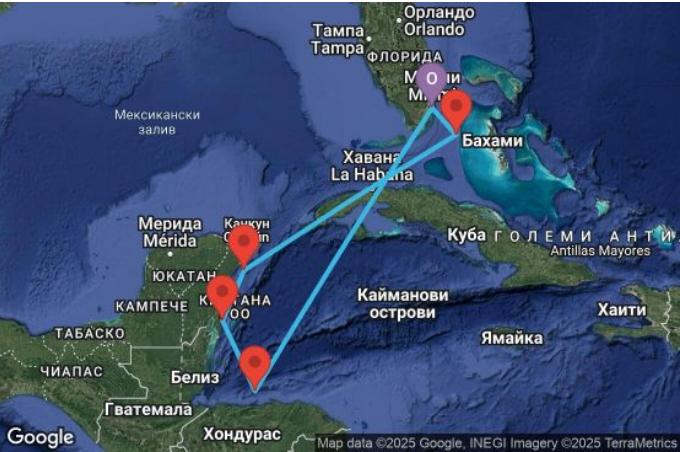 Орландо
Orlando
Тампа
Tampa
ФЛОРИДА
O
Мексикански
залив
Бахами
Хавана
La Habana
Мерида
Mérida
Куба
ГОЛЕМИ АНТИ
Antillas Mayores
ЮКАТАН
КАМПЕЧЕ
Кайманови
острови
Хаити
ТАБАСКО
Ямайка
ЧИАПАС
Белиз
Гватемала
Хондурас
Google
Map data ©2025 Google, INEGI Imagery ©2025 TerraMetrics